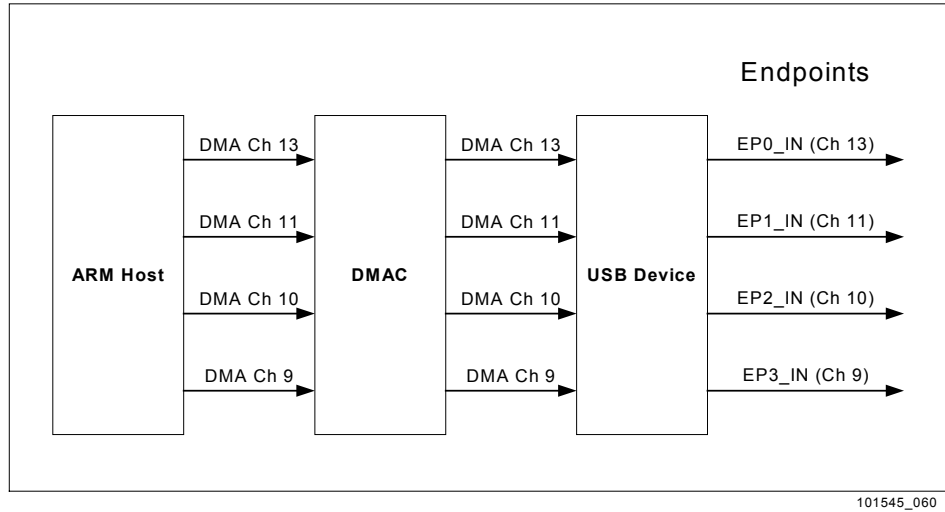 Endpoints
DMA Ch 13 DMA Ch 13 EP0_IN (Ch 13)
DMA Ch 11 DMA Ch 11 EP1_IN (Ch 11)
ARM Host DMAC USB Device
DMA Ch 10 DMA Ch 10 EP2_IN (Ch 10)
DMA Ch 9 DMA Ch 9 EP3_IN (Ch 9)
101545_060